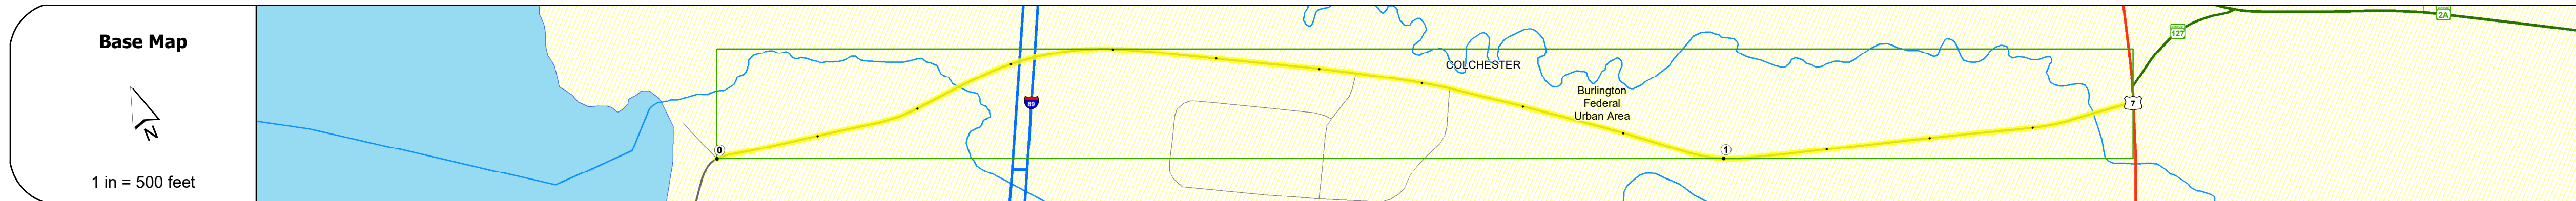 Base Map
N
1 in = 500 feet
0
89
COLCHESTER
Burlington
Federal
Urban Area
1
7
127
2A